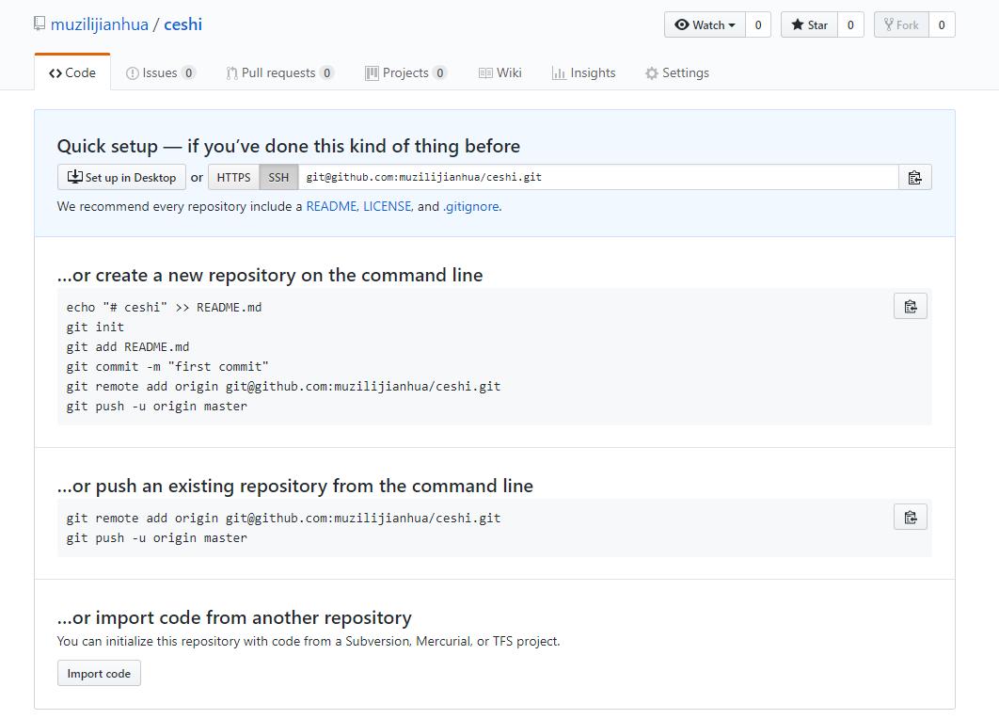 muzilijianhua / ceshi
Watch 0 Star 0 Fork 0
Code Issues 0 Pull requests 0 Projects 0 Wiki Insights Settings
Quick setup — if you’ve done this kind of thing before
Set up in Desktop or HTTPS SSH git@github.com:muzilijianhua/ceshi.git
We recommend every repository include a README, LICENSE, and .gitignore.
…or create a new repository on the command line
echo "# ceshi" >> README.md
git init
git add README.md
git commit -m "first commit"
git remote add origin git@github.com:muzilijianhua/ceshi.git
git push -u origin master
…or push an existing repository from the command line
git remote add origin git@github.com:muzilijianhua/ceshi.git
git push -u origin master
…or import code from another repository
You can initialize this repository with code from a Subversion, Mercurial, or TFS project.
Import code